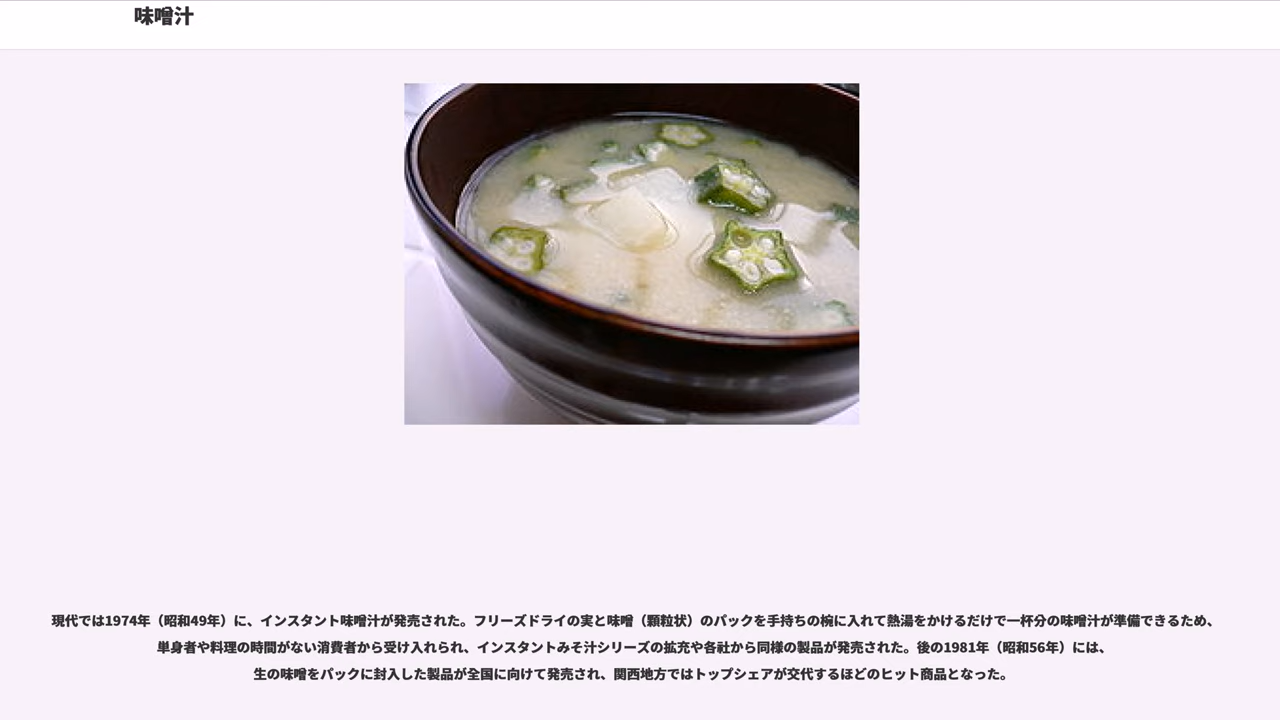 味噌汁
現代では1974年（昭和49年）に、インスタント味噌汁が発売された。フリーズドライの実と味噌（顆粒状）のパックを手持ちの椀に入れて熱湯をかけるだけで一杯分の味噌汁が準備できるため、
単身者や料理の時間がない消費者から受け入れられ、インスタントみそ汁シリーズの拡充や各社から同様の製品が発売された。後の1981年（昭和56年）には、
生の味噌をパックに封入した製品が全国に向けて発売され、関西地方ではトップシェアが交代するほどのヒット商品となった。